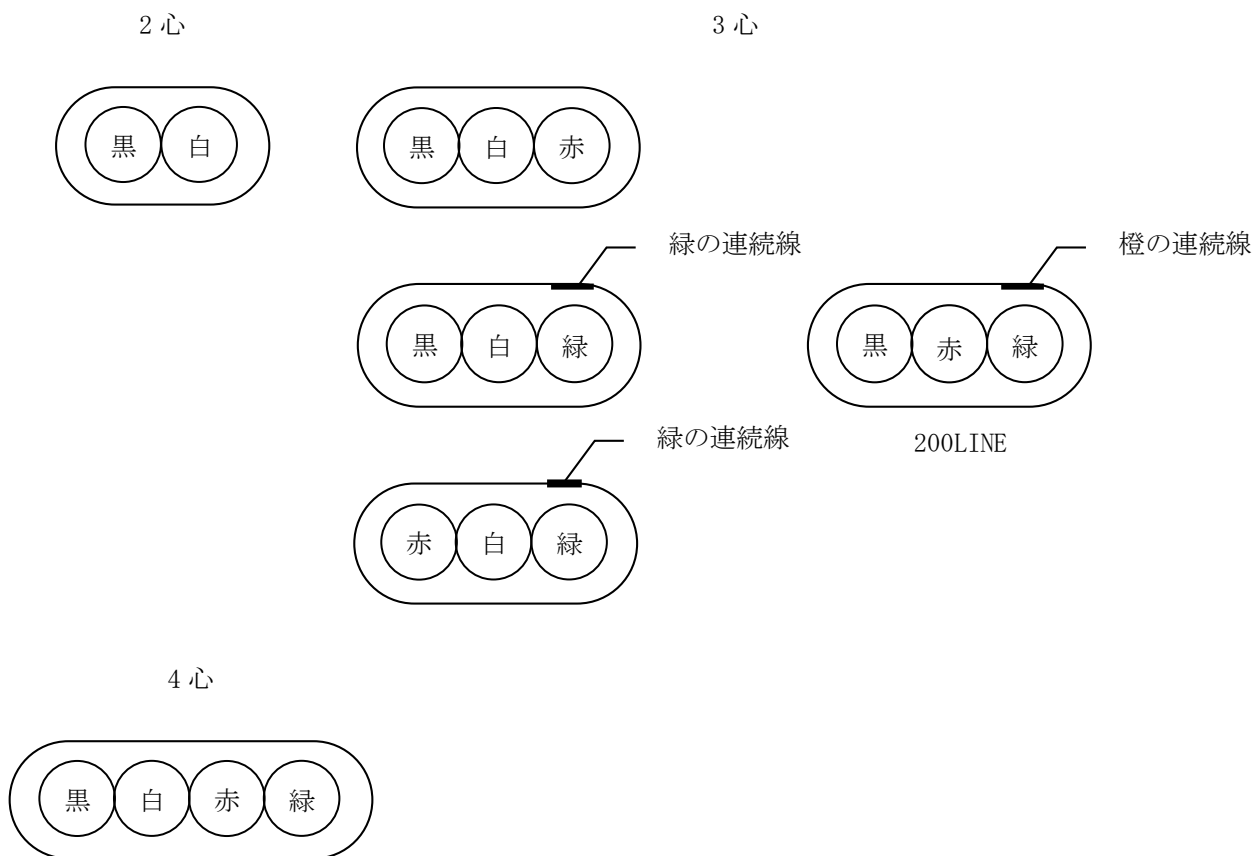 2心
3心
黒 白
黒 白 赤
緑の連続線
黒 白 緑
橙の連続線
黒 赤 緑
200LINE
緑の連続線
赤 白 緑
4心
黒 白 赤 緑